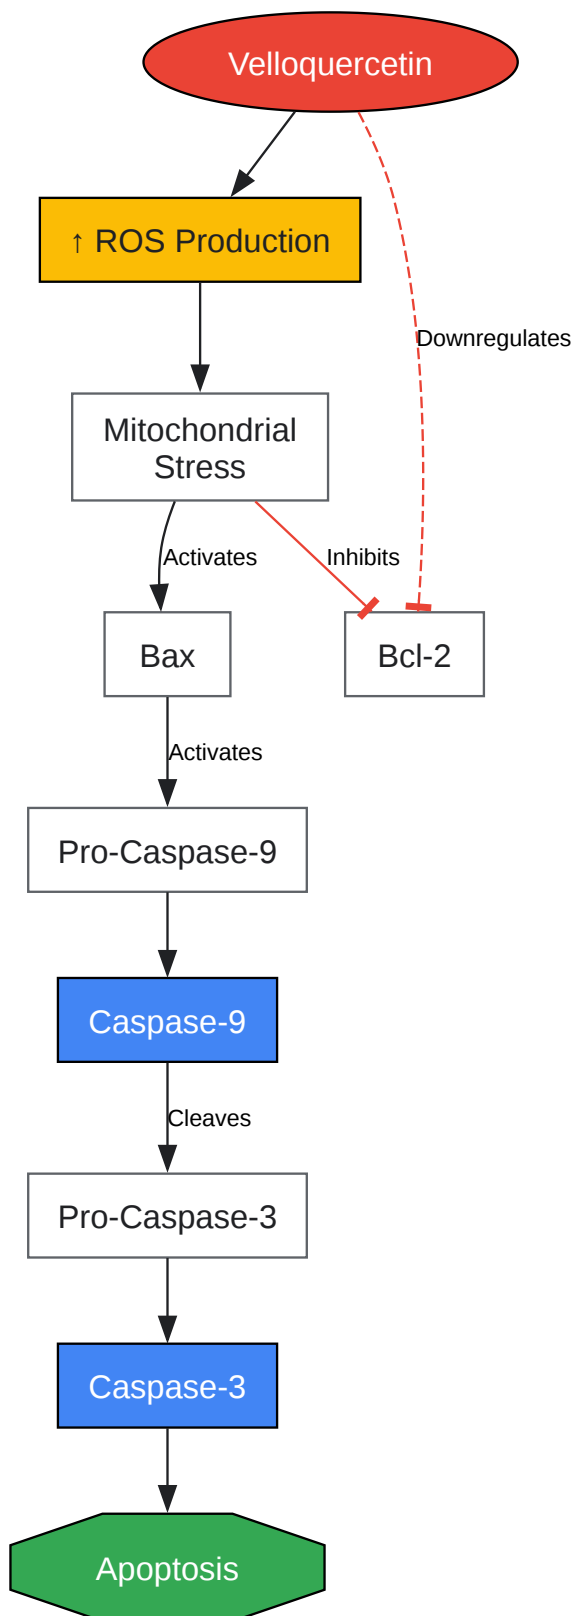 Velloquercetin
↑ ROS Production
Downregulates
Mitochondrial
Stress
Activates
Inhibits
Bax
Bcl-2
Activates
Pro-Caspase-9
Caspase-9
Cleaves
Pro-Caspase-3
Caspase-3
Apoptosis